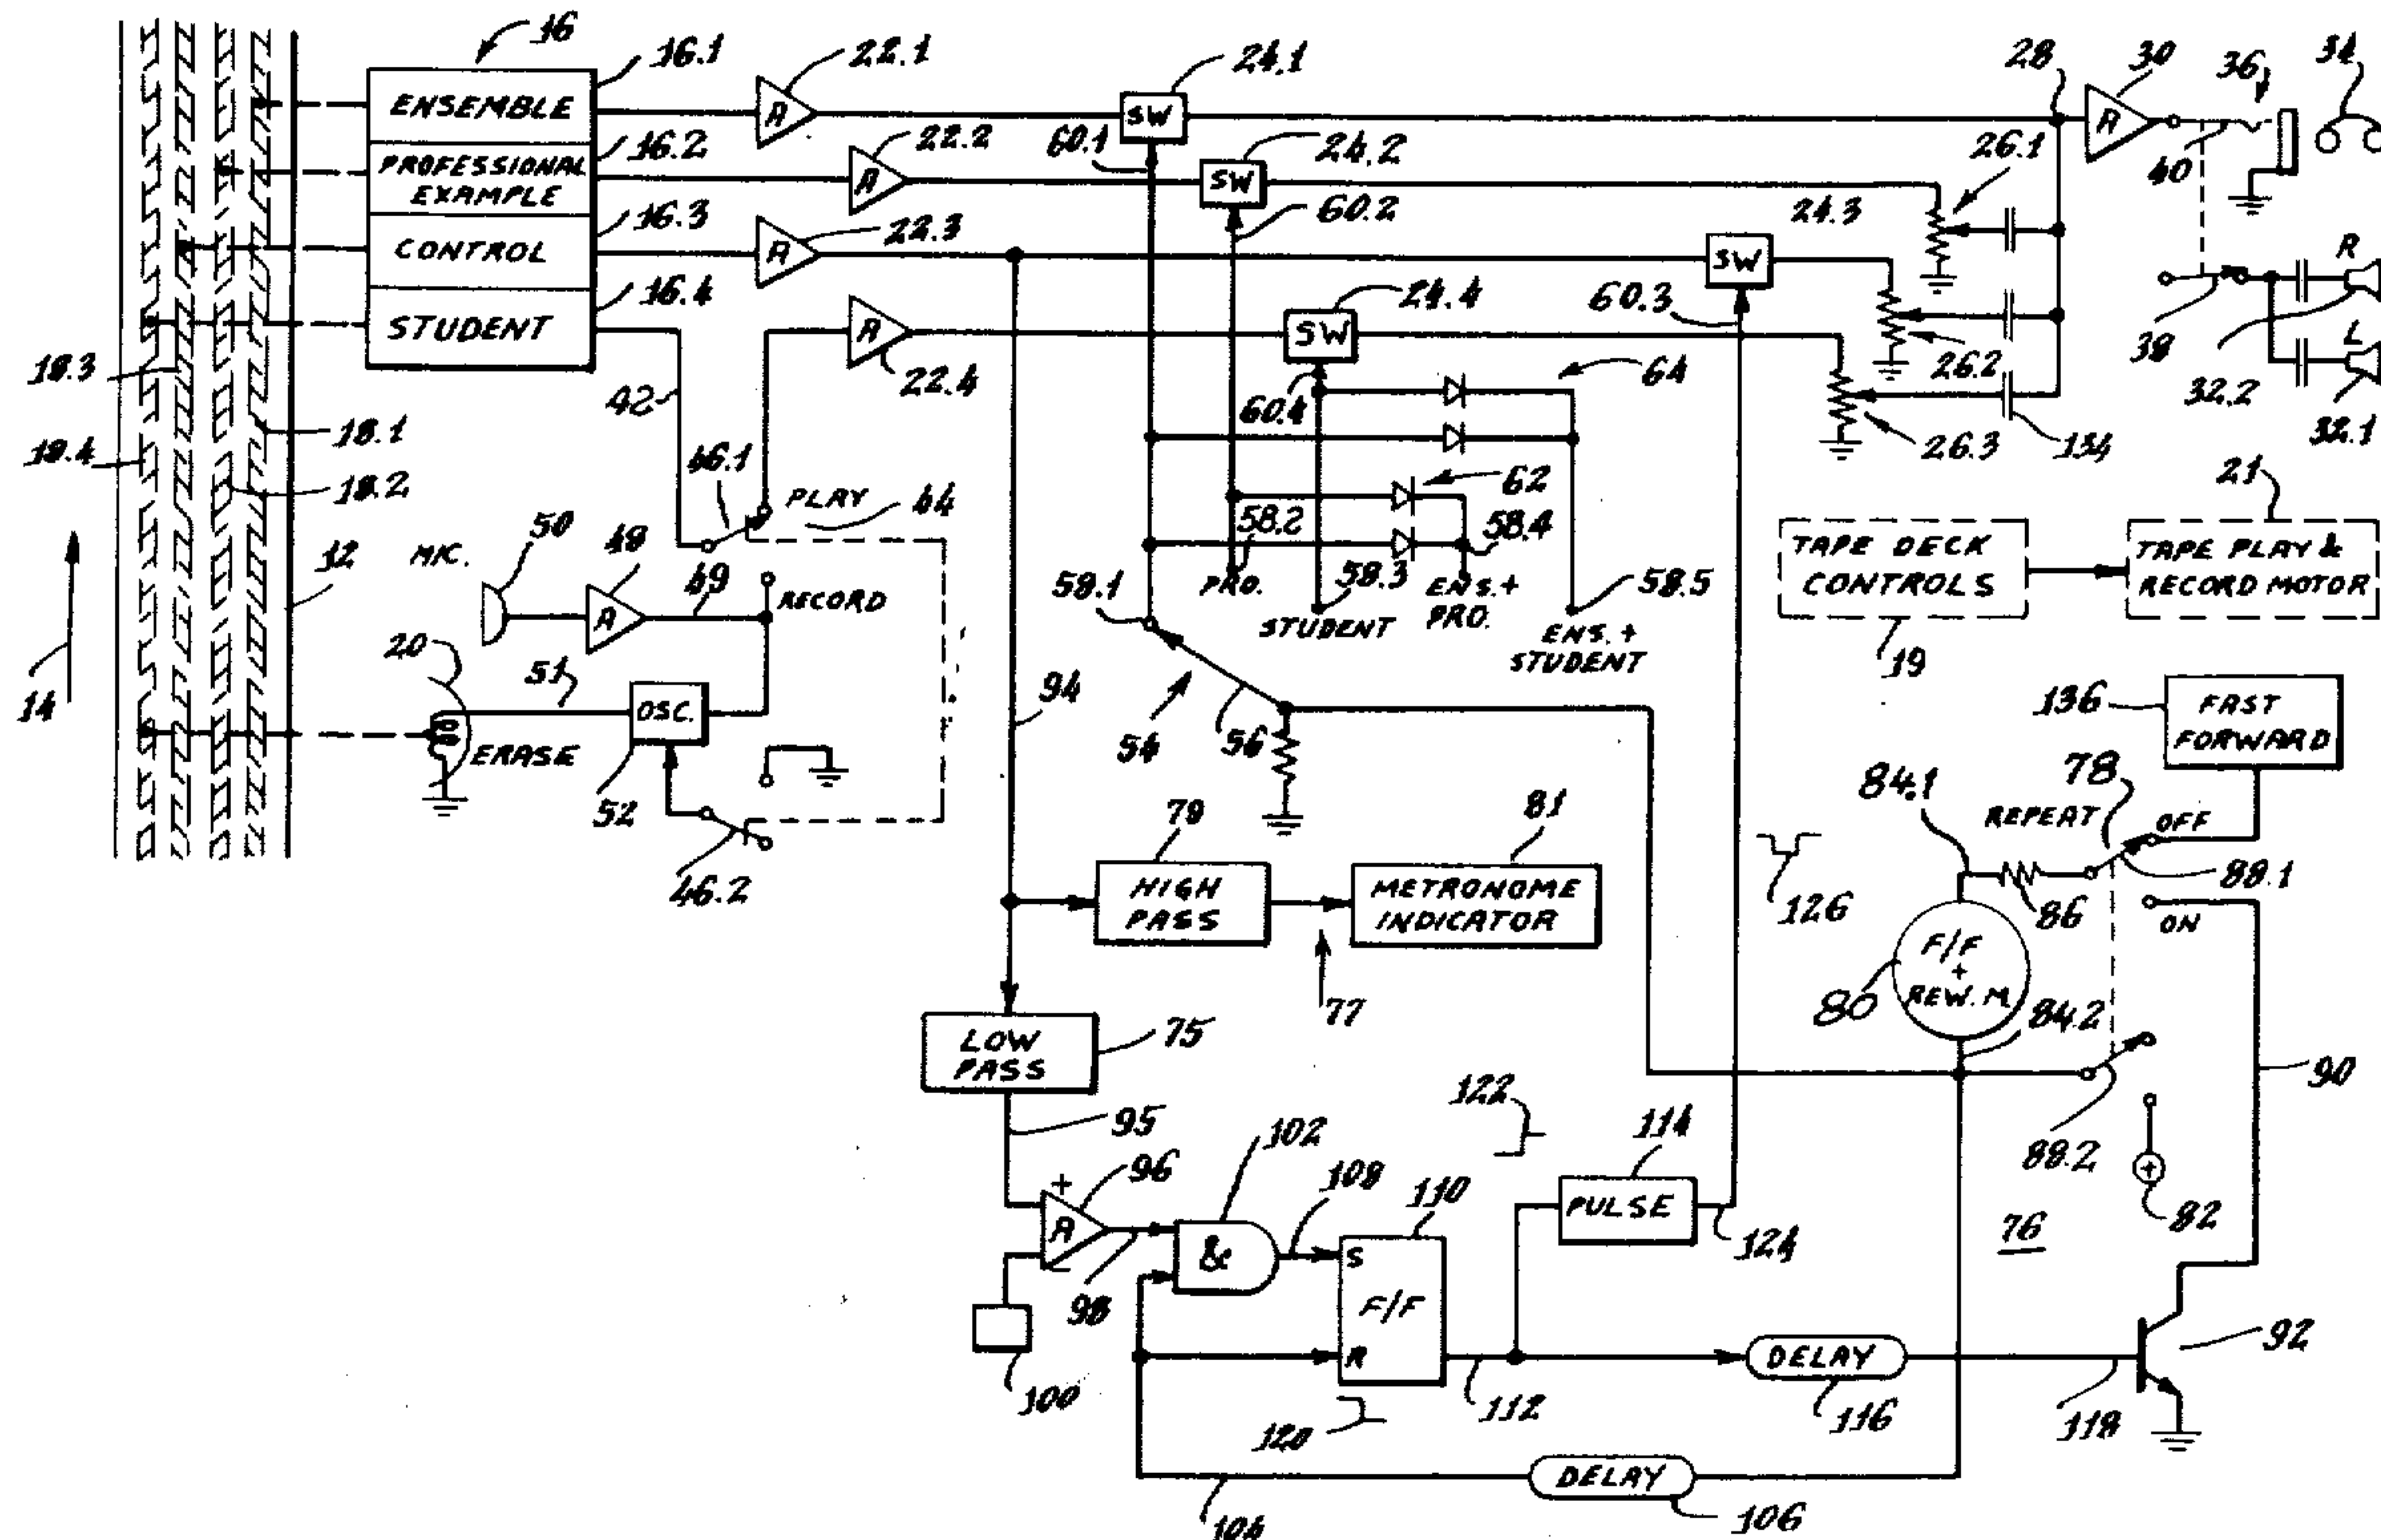 16
16.1
ENSEMBLE
16.2
PROFESSIONAL
EXAMPLE
16.3
CONTROL
16.4
STUDENT
22.1
A
22.2
A
22.3
A
22.4
A
24.1
SW
60.1
24.2
SW
60.2
24.3
SW
60.3
24.4
SW
60.4
28
30
A
36
34
40
26.1
26.2
26.3
134
R
L
38
32.2
32.1
18.3
18.4
18.1
18.2
12
14
42
46.1
PLAY
44
MIC.
50
48
A
49
RECORD
20
51
OSC.
52
ERASE
46.2
64
62
58.1
58.2
PRO.
58.3
STUDENT
58.4
ENS. +
PRO.
58.5
ENS. +
STUDENT
54
56
94
21
TAPE DECK
CONTROLS
19
TAPE PLAY &
RECORD MOTOR
136
FAST
FORWARD
84.1
REPEAT
78
OFF
88.1
86
ON
126
F/F
+
REW. M.
80
84.2
90
88.2
82
76
79
HIGH
PASS
81
METRONOME
INDICATOR
77
LOW
PASS
75
95
+
96
A
−
98
100
102
&
108
110
S
F/F
R
122
114
PULSE
124
120
112
DELAY
116
118
92
104
DELAY
106